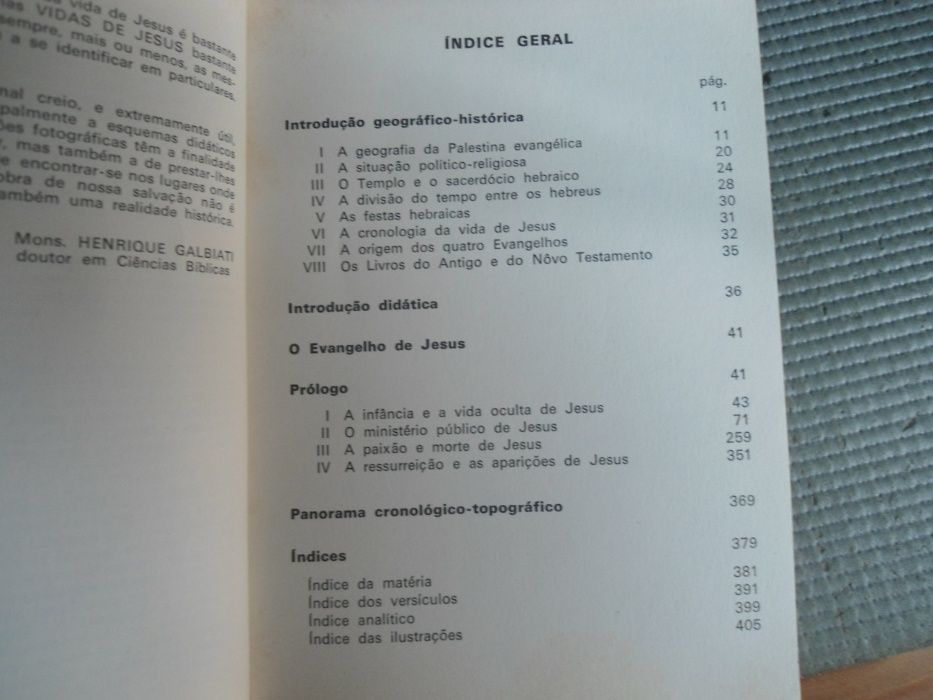 vida de Jesus é bastante
VIDAS DE JESUS bastante
sempre, mais ou menos, as mes-
a se identificar em particulares.
creio, e extremamente útil,
a esquemas didáticos
fotográficas têm a finalidade
mas também a de prestar-lhes
encontrar-se nos lugares onde
obra de nossa salvação não é
também uma realidade histórica.
Mons. HENRIQUE GALBIATI
doutor em Ciências Bíblicas
ÍNDICE GERAL
pág.
Introdução geográfico-histórica 11
I A geografia da Palestina evangélica 11
II A situação político-religiosa 20
III O Templo e o sacerdócio hebraico 24
IV A divisão do tempo entre os hebreus 28
V As festas hebraicas 30
VI A cronologia da vida de Jesus 31
VII A origem dos quatro Evangelhos 32
VIII Os Livros do Antigo e do Nôvo Testamento 35
Introdução didática 36
O Evangelho de Jesus 41
Prólogo 41
I A infância e a vida oculta de Jesus 43
II O ministério público de Jesus 71
III A paixão e morte de Jesus 259
IV A ressurreição e as aparições de Jesus 351
Panorama cronológico-topográfico 369
Índices 379
Índice da matéria 381
Índice dos versículos 391
Índice analítico 399
Índice das ilustrações 405